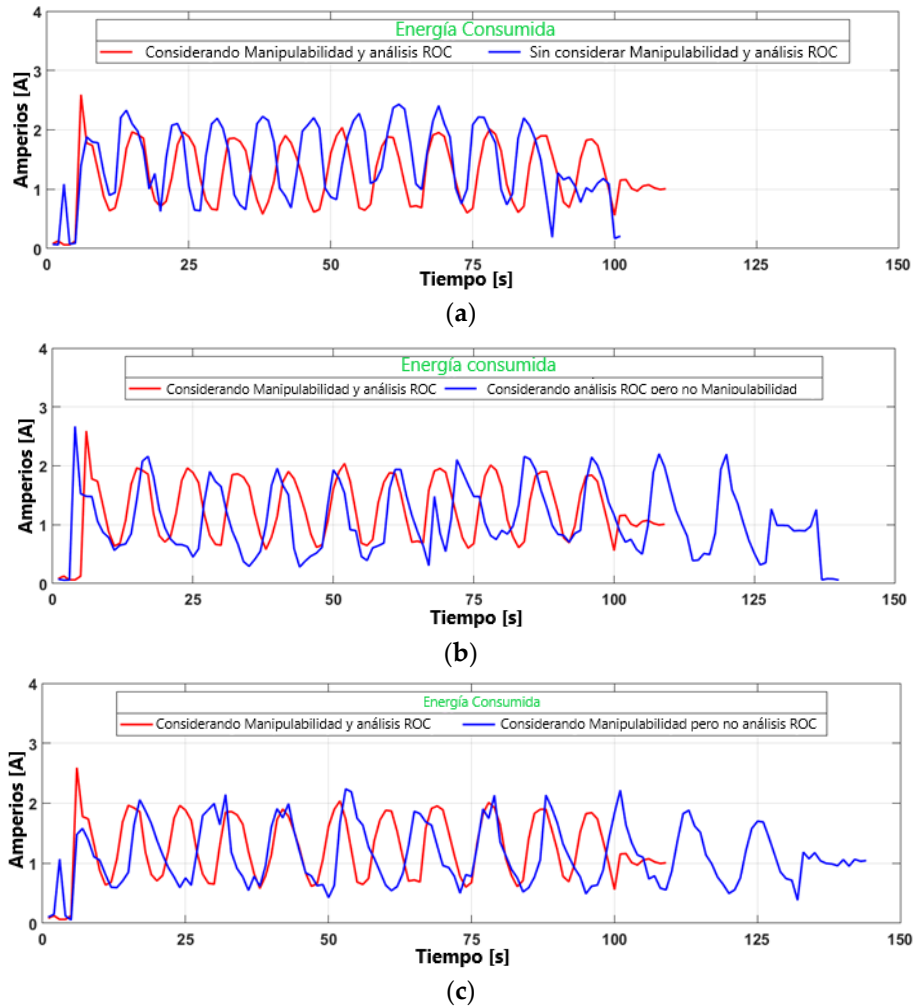 Energía Consumida
Considerando Manipulabilidad y análisis ROC Sin considerar Manipulabilidad y análisis ROC
Amperios [A]
4
3
2
1
0
0 25 50 75 100 125 150
Tiempo [s]
(a)
Energía consumida
Considerando Manipulabilidad y análisis ROC Considerando análisis ROC pero no Manipulabilidad
Amperios [A]
4
3
2
1
0
0 25 50 75 100 125 150
Tiempo [s]
(b)
Energía Consumida
Considerando Manipulabilidad y análisis ROC Considerando Manipulabilidad pero no análisis ROC
Amperios [A]
4
3
2
1
0
0 25 50 75 100 125 150
Tiempo [s]
(c)